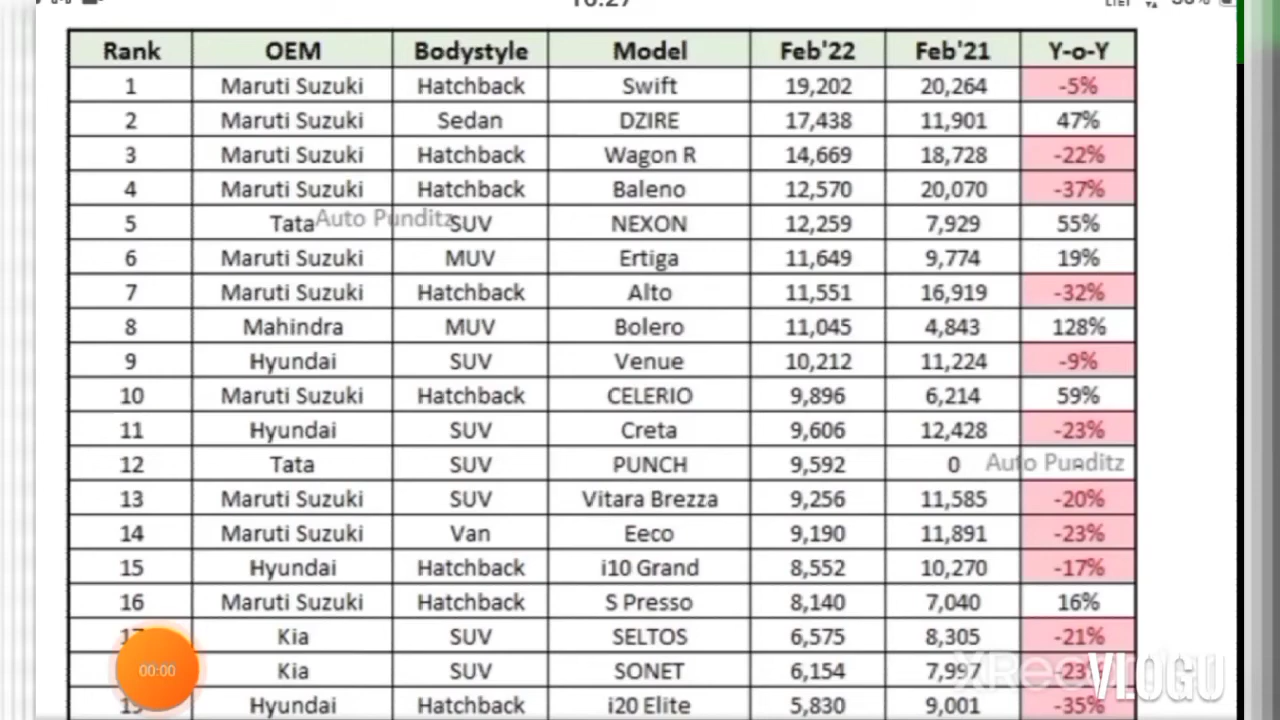 16:27
Rank OEM Bodystyle Model Feb'22 Feb'21 Y-o-Y
1 Maruti Suzuki Hatchback Swift 19,202 20,264 -5%
2 Maruti Suzuki Sedan DZIRE 17,438 11,901 47%
3 Maruti Suzuki Hatchback Wagon R 14,669 18,728 -22%
4 Maruti Suzuki Hatchback Baleno 12,570 20,070 -37%
5 Tata Auto Punditz SUV NEXON 12,259 7,929 55%
6 Maruti Suzuki MUV Ertiga 11,649 9,774 19%
7 Maruti Suzuki Hatchback Alto 11,551 16,919 -32%
8 Mahindra MUV Bolero 11,045 4,843 128%
9 Hyundai SUV Venue 10,212 11,224 -9%
10 Maruti Suzuki Hatchback CELERIO 9,896 6,214 59%
11 Hyundai SUV Creta 9,606 12,428 -23%
12 Tata SUV PUNCH 9,592 0 - Auto Punditz
13 Maruti Suzuki SUV Vitara Brezza 9,256 11,585 -20%
14 Maruti Suzuki Van Eeco 9,190 11,891 -23%
15 Hyundai Hatchback i10 Grand 8,552 10,270 -17%
16 Maruti Suzuki Hatchback S Presso 8,140 7,040 16%
17 Kia SUV SELTOS 6,575 8,305 -21%
00:00 Kia SUV SONET 6,154 7,997 -23%
VLOGU
19 Hyundai Hatchback i20 Elite 5,830 9,001 -35%